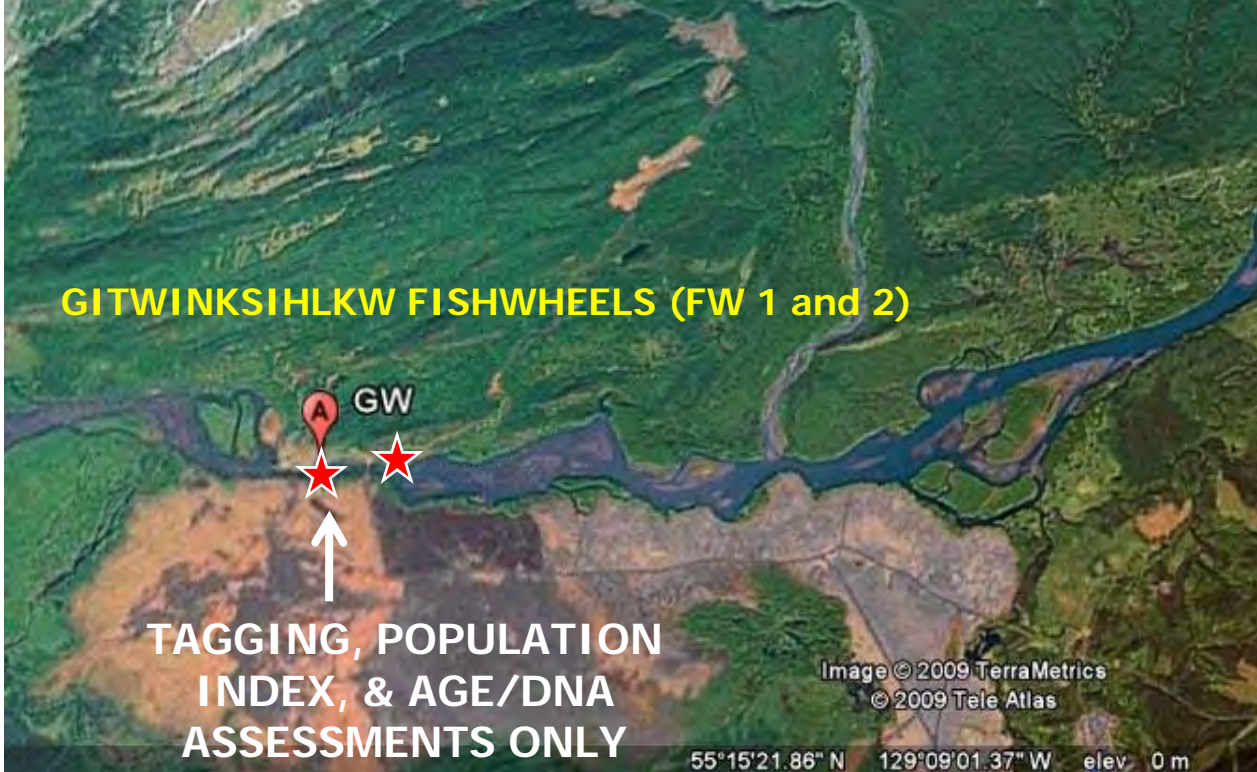 GITWINKSIHLKW FISHWHEELS (FW 1 and 2)
A
GW
TAGGING, POPULATION
INDEX, & AGE/DNA
ASSESSMENTS ONLY
Image © 2009 TerraMetrics
© 2009 Tele Atlas
55°15'21.86" N 129°09'01.37" W elev 0 m